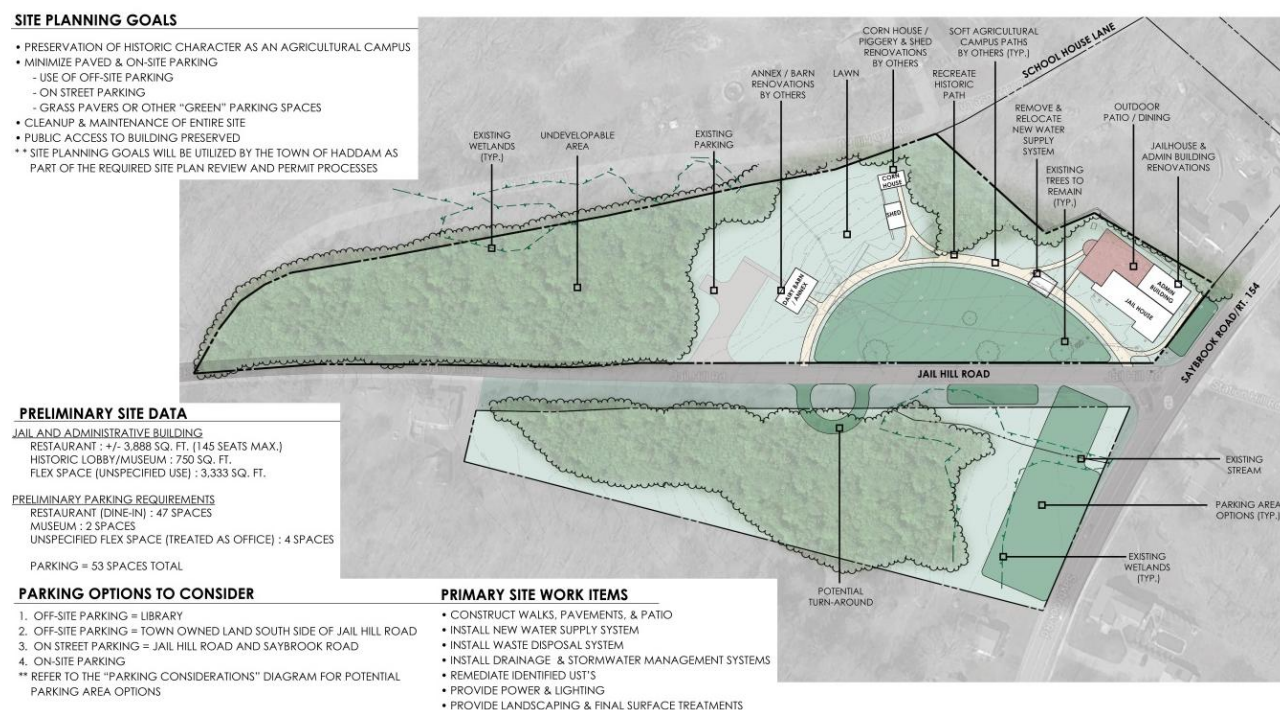 SITE PLANNING GOALS
• PRESERVATION OF HISTORIC CHARACTER AS AN AGRICULTURAL CAMPUS
• MINIMIZE PAVED & ON-SITE PARKING
- USE OF OFF-SITE PARKING
- ON STREET PARKING
- GRASS PAVERS OR OTHER "GREEN" PARKING SPACES
• CLEANUP & MAINTENANCE OF ENTIRE SITE
• PUBLIC ACCESS TO BUILDING PRESERVED
** SITE PLANNING GOALS WILL BE UTILIZED BY THE TOWN OF HADDAM AS
PART OF THE REQUIRED SITE PLAN REVIEW AND PERMIT PROCESSES
EXISTING
WETLANDS
(TYP.)
UNDEVELOPABLE
AREA
EXISTING
PARKING
ANNEX / BARN
RENOVATIONS
BY OTHERS
LAWN
CORN HOUSE /
PIGGERY & SHED
RENOVATIONS
BY OTHERS
SOFT AGRICULTURAL
CAMPUS PATHS
BY OTHERS (TYP.)
RECREATE
HISTORIC
PATH
SCHOOL HOUSE LANE
REMOVE &
RELOCATE
NEW WATER
SUPPLY
SYSTEM
EXISTING
TREES TO
REMAIN
(TYP.)
OUTDOOR
PATIO / DINING
JAILHOUSE &
ADMIN BUILDING
RENOVATIONS
CORN
HOUSE
SHED
DAIRY BARN
/ ANNEX
ADMIN
BUILDING
JAIL HOUSE
SAYBROOK ROAD/RT. 154
JAIL HILL ROAD
EXISTING
STREAM
PARKING AREA
OPTIONS (TYP.)
EXISTING
WETLANDS
(TYP.)
POTENTIAL
TURN-AROUND
PRELIMINARY SITE DATA
JAIL AND ADMINISTRATIVE BUILDING
RESTAURANT : +/- 3,888 SQ. FT. (145 SEATS MAX.)
HISTORIC LOBBY/MUSEUM : 750 SQ. FT.
FLEX SPACE (UNSPECIFIED USE) : 3,333 SQ. FT.
PRELIMINARY PARKING REQUIREMENTS
RESTAURANT (DINE-IN) : 47 SPACES
MUSEUM : 2 SPACES
UNSPECIFIED FLEX SPACE (TREATED AS OFFICE) : 4 SPACES
PARKING = 53 SPACES TOTAL
PARKING OPTIONS TO CONSIDER
1. OFF-SITE PARKING = LIBRARY
2. OFF-SITE PARKING = TOWN OWNED LAND SOUTH SIDE OF JAIL HILL ROAD
3. ON STREET PARKING = JAIL HILL ROAD AND SAYBROOK ROAD
4. ON-SITE PARKING
** REFER TO THE "PARKING CONSIDERATIONS" DIAGRAM FOR POTENTIAL
PARKING AREA OPTIONS
PRIMARY SITE WORK ITEMS
• CONSTRUCT WALKS, PAVEMENTS, & PATIO
• INSTALL NEW WATER SUPPLY SYSTEM
• INSTALL WASTE DISPOSAL SYSTEM
• INSTALL DRAINAGE & STORMWATER MANAGEMENT SYSTEMS
• REMEDIATE IDENTIFIED UST'S
• PROVIDE POWER & LIGHTING
• PROVIDE LANDSCAPING & FINAL SURFACE TREATMENTS